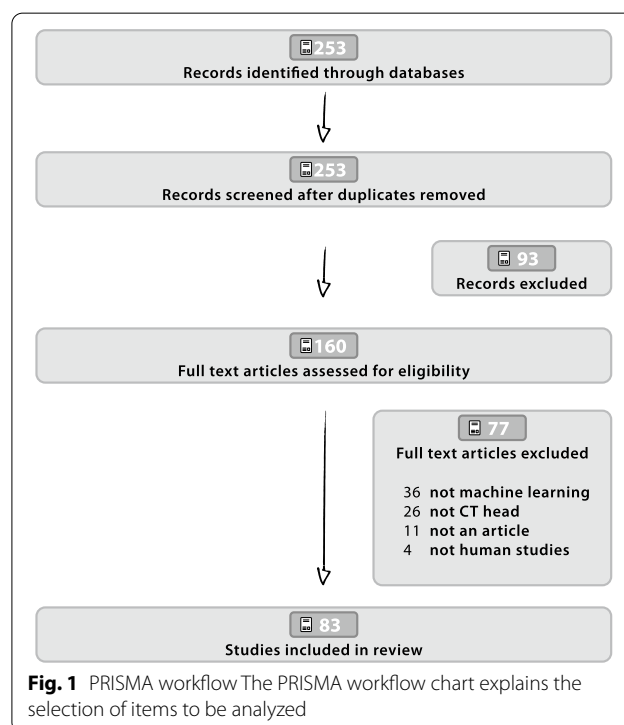 253
Records identified through databases
253
Records screened after duplicates removed
93
Records excluded
160
Full text articles assessed for eligibility
77
Full text articles excluded
36 not machine learning
26 not CT head
11 not an article
4 not human studies
83
Studies included in review
Fig. 1 PRISMA workflow The PRISMA workflow chart explains the
selection of items to be analyzed